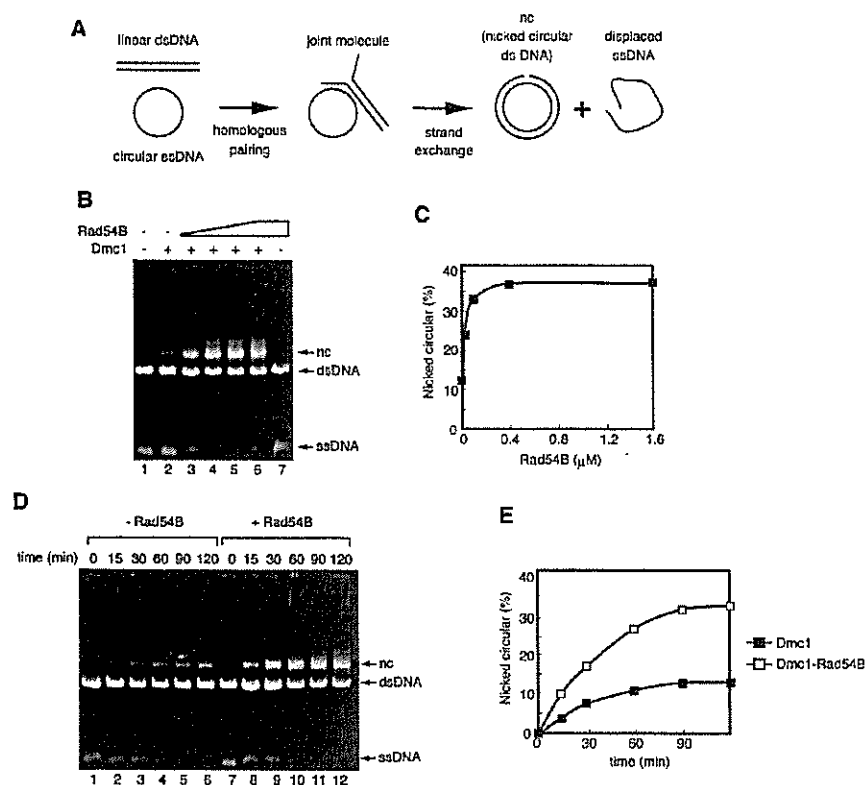 A
linear dsDNA
circular ssDNA
homologous
pairing
joint molecule
strand
exchange
nc
(nicked circular
ds DNA)
+
displaced
ssDNA
B
Rad54B - -
Dmc1 - + + + + + -
nc
dsDNA
ssDNA
1 2 3 4 5 6 7
C
Nicked circular (%)
40
30
20
10
0
0 0.4 0.8 1.2 1.6
Rad54B (μM)
D
- Rad54B + Rad54B
time (min) 0 15 30 60 90 120 0 15 30 60 90 120
nc
dsDNA
ssDNA
1 2 3 4 5 6 7 8 9 10 11 12
E
Nicked circular (%)
40
30
20
10
0
0 30 60 90
time (min)
Dmc1
Dmc1-Rad54B